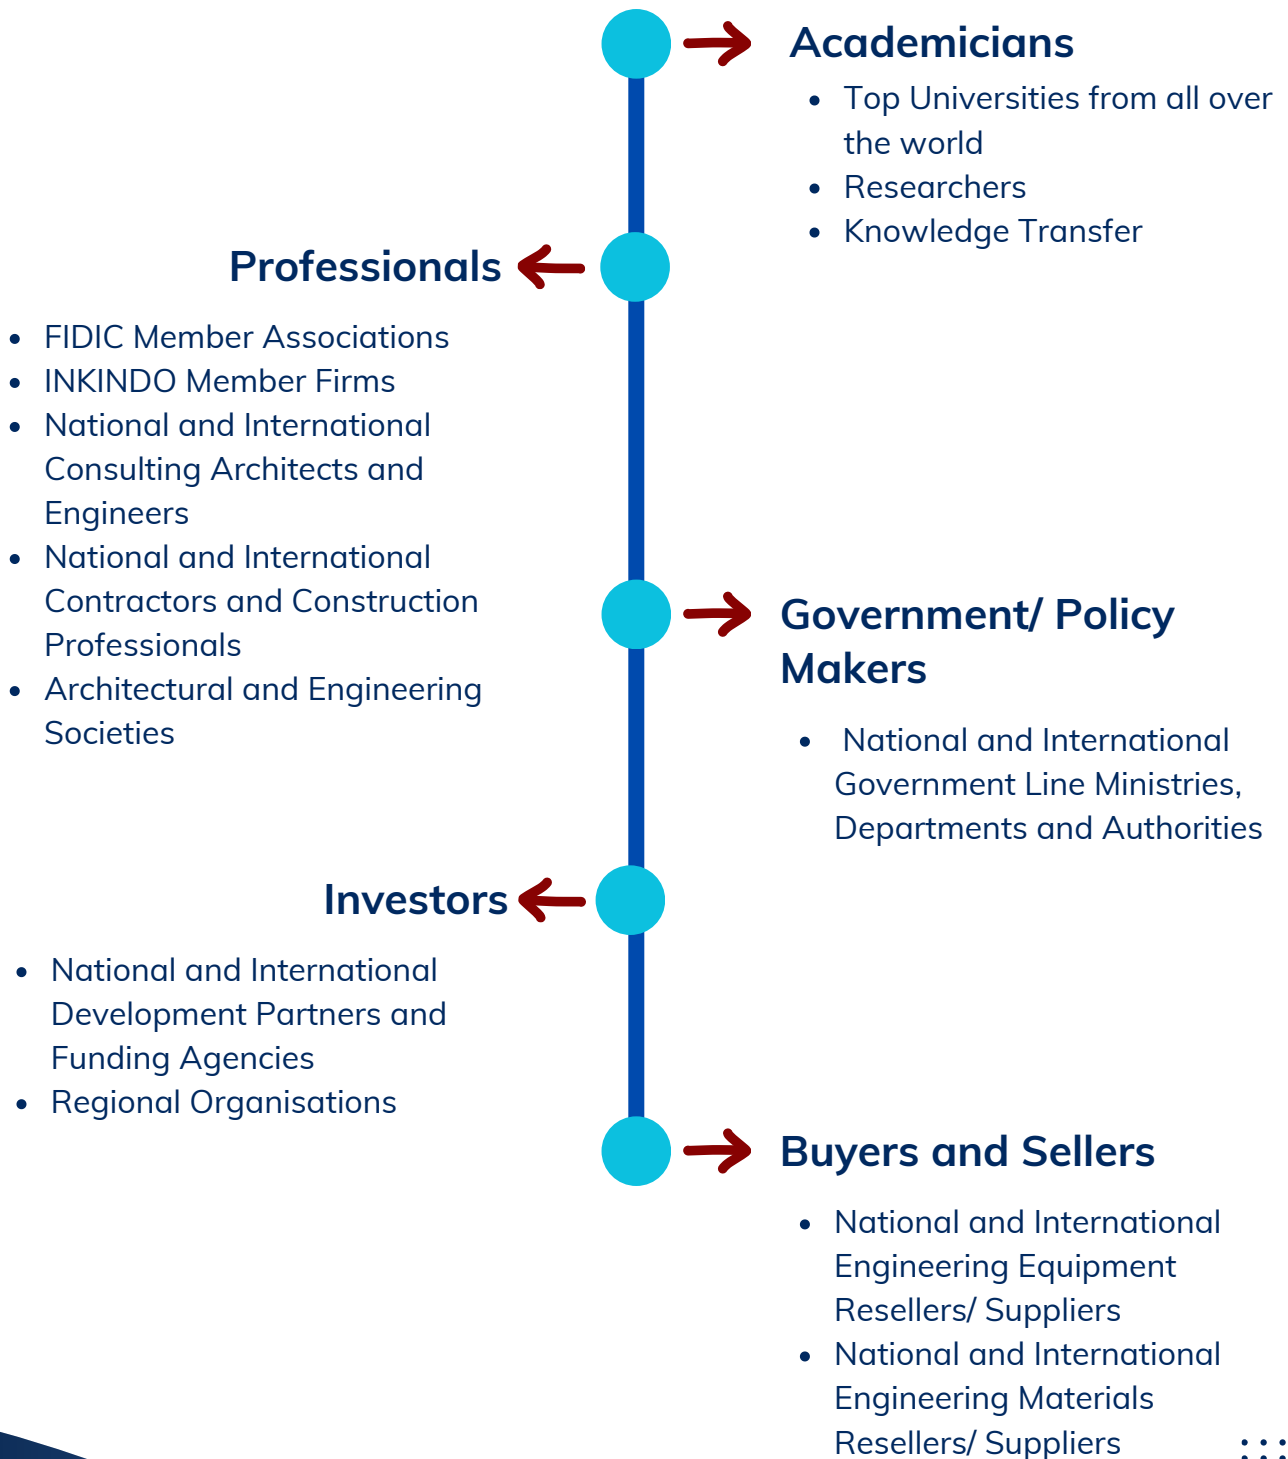 Academicians
• Top Universities from all over
the world
• Researchers
• Knowledge Transfer
Professionals
• FIDIC Member Associations
• INKINDO Member Firms
• National and International
Consulting Architects and
Engineers
• National and International
Contractors and Construction
Professionals
• Architectural and Engineering
Societies
Government/ Policy
Makers
• National and International
Government Line Ministries,
Departments and Authorities
Investors
• National and International
Development Partners and
Funding Agencies
• Regional Organisations
Buyers and Sellers
• National and International
Engineering Equipment
Resellers/ Suppliers
• National and International
Engineering Materials
Resellers/ Suppliers